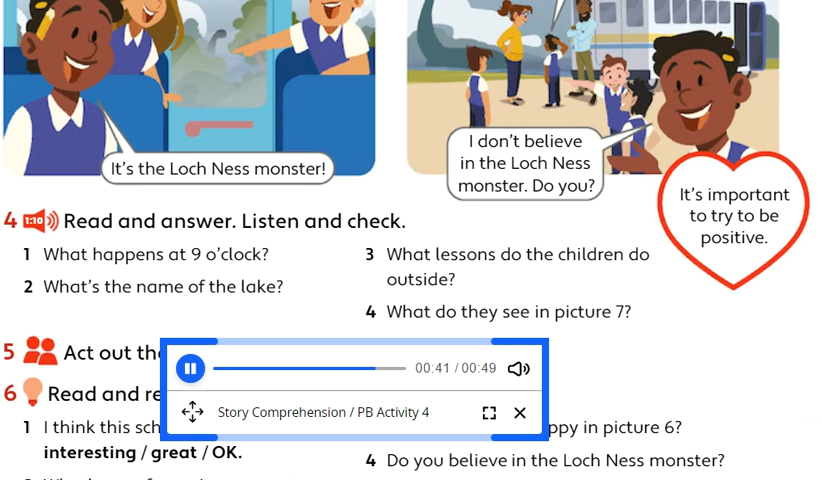 It's the Loch Ness monster!
I don't believe
in the Loch Ness
monster. Do you?
It's important
to try to be
positive.
4 1:10 Read and answer. Listen and check.
1 What happens at 9 o'clock?
2 What's the name of the lake?
3 What lessons do the children do
outside?
4 What do they see in picture 7?
5 Act out the
6 Read and re
1 I think this sch
interesting / great / OK.
ppy in picture 6?
4 Do you believe in the Loch Ness monster?
00:41 / 00:49
Story Comprehension / PB Activity 4